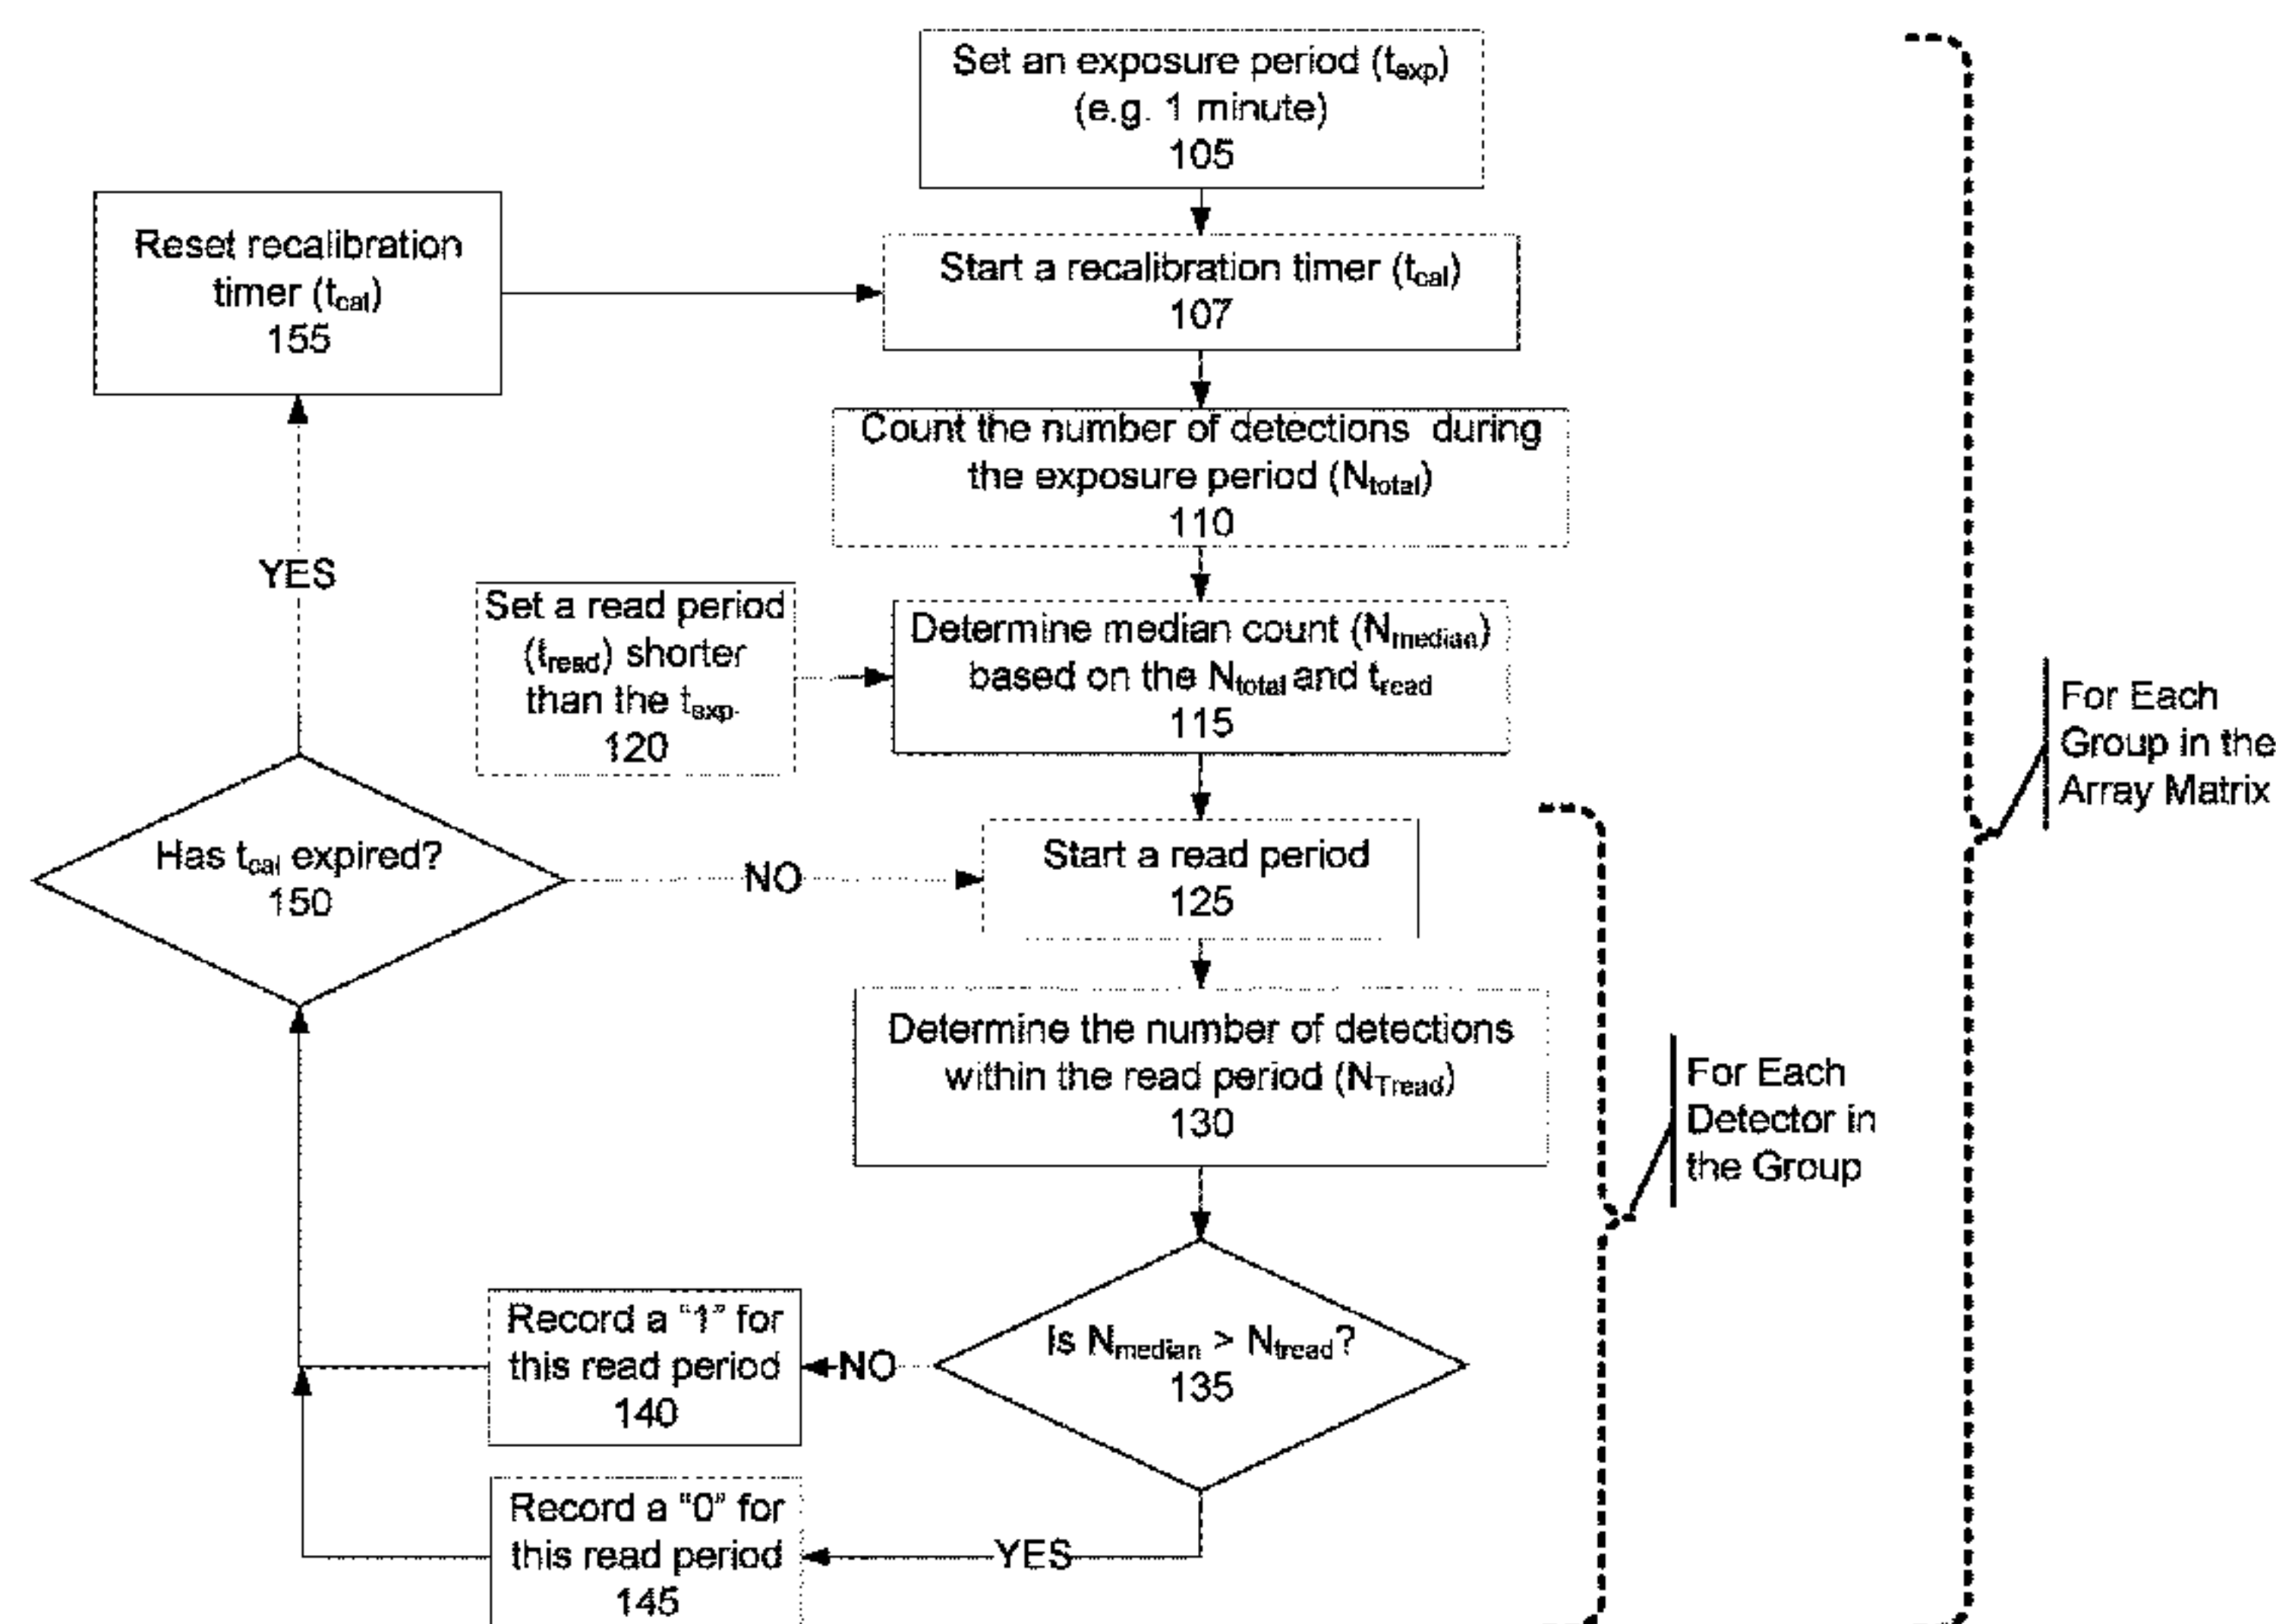 Set an exposure period (texp)
(e.g. 1 minute)
105
Reset recalibration
timer (tcal)
155
Start a recalibration timer (tcal)
107
Count the number of detections during
the exposure period (Ntotal)
110
YES
Set a read period
(tread) shorter
than the texp.
120
Determine median count (Nmedian)
based on the Ntotal and tread
115
For Each
Group in the
Array Matrix
Has tcal expired?
150
NO
Start a read period
125
Determine the number of detections
within the read period (NTread)
130
For Each
Detector in
the Group
Is Nmedian > Ntread?
135
NO
Record a "1" for
this read period
140
YES
Record a "0" for
this read period
145